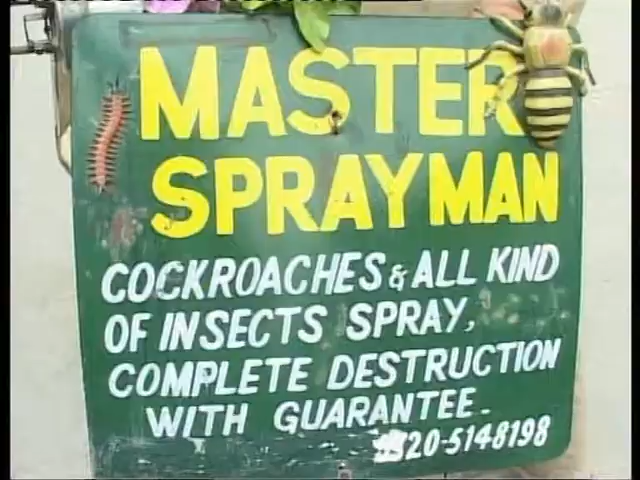 MASTER
SPRAYMAN
COCKROACHES & ALL KIND
OF INSECTS SPRAY,
COMPLETE DESTRUCTION
WITH GUARANTEE.
20-5148198